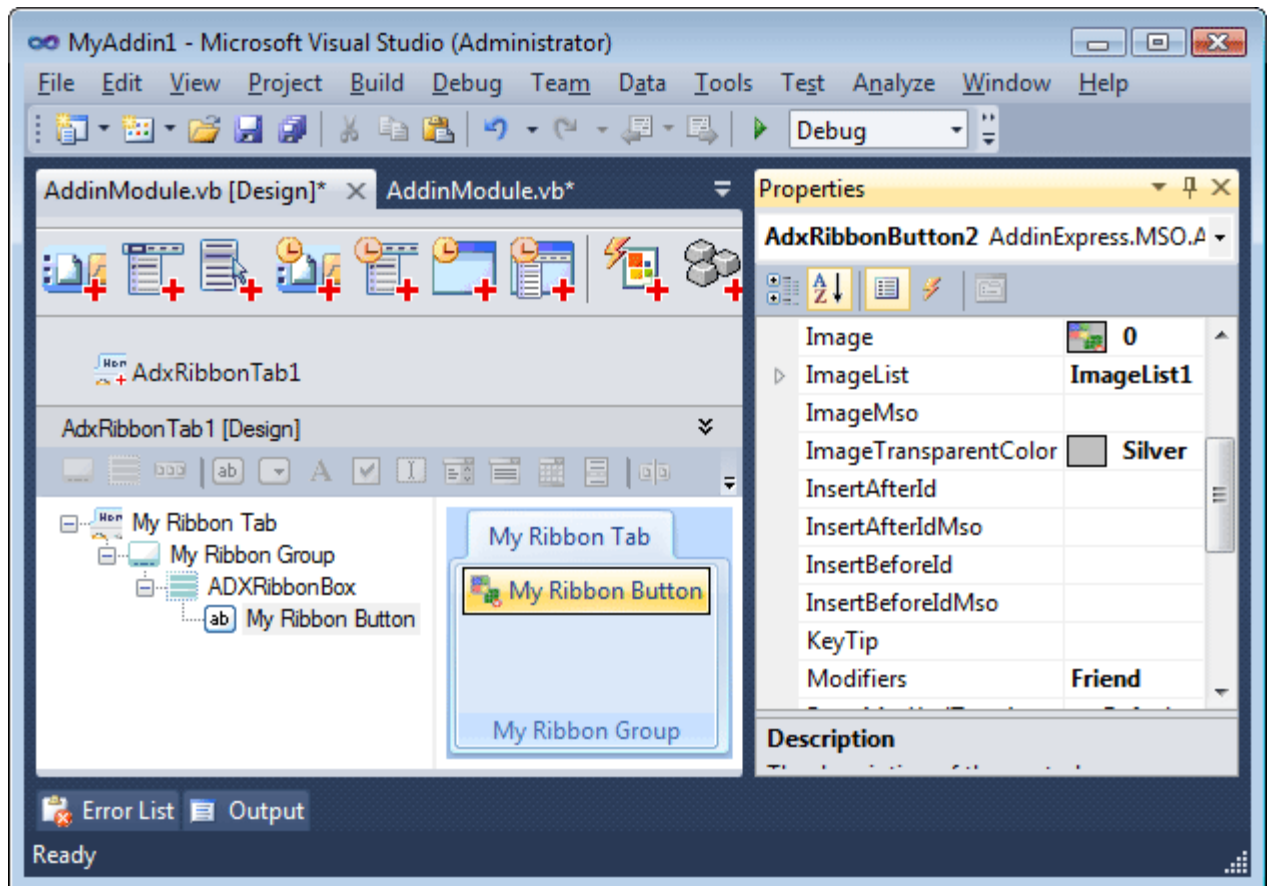 MyAddin1 - Microsoft Visual Studio (Administrator)
File Edit View Project Build Debug Team Data Tools Test Analyze Window Help
Debug
AddinModule.vb [Design]* AddinModule.vb*
AdxRibbonTab1
AdxRibbonTab1 [Design]
My Ribbon Tab
My Ribbon Group
ADXRibbonBox
ab My Ribbon Button
My Ribbon Tab
My Ribbon Button
My Ribbon Group
Properties
AdxRibbonButton2 AddinExpress.MSO.A
Image 0
ImageList ImageList1
ImageMso
ImageTransparentColor Silver
InsertAfterId
InsertAfterIdMso
InsertBeforeId
InsertBeforeIdMso
KeyTip
Modifiers Friend
Description
Error List Output
Ready